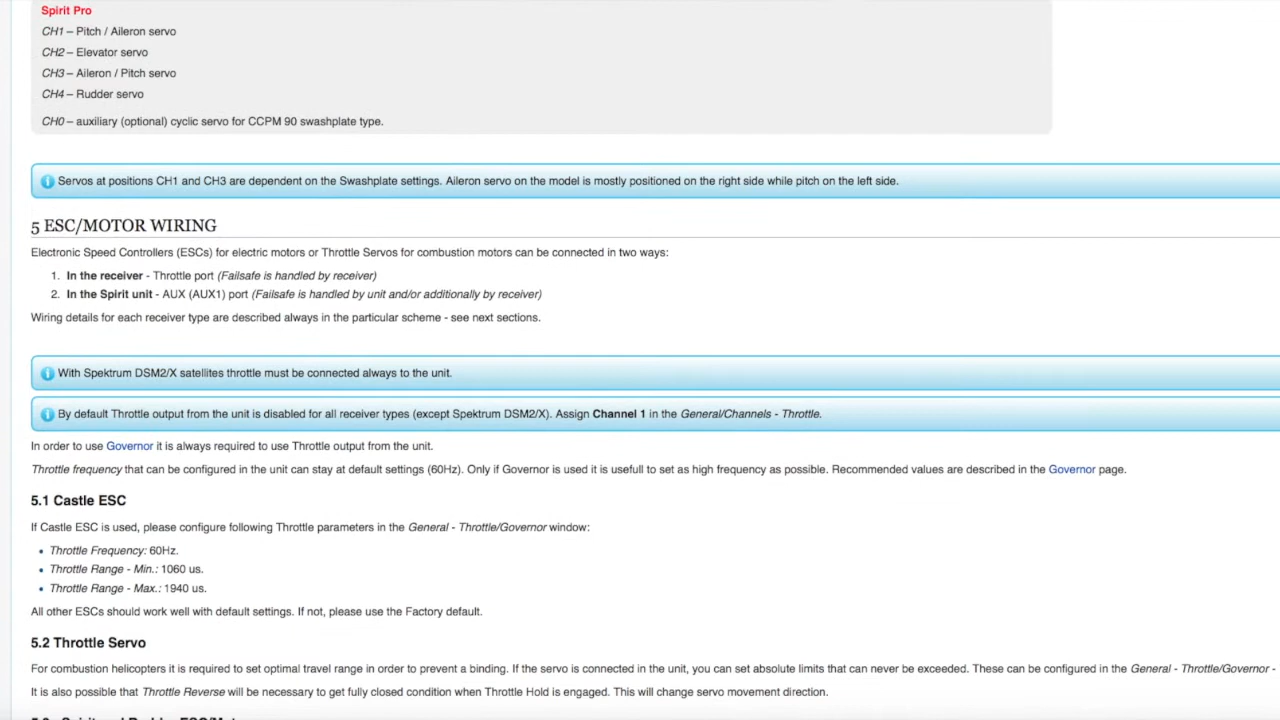 Spirit Pro
CH1 – Pitch / Aileron servo
CH2 – Elevator servo
CH3 – Aileron / Pitch servo
CH4 – Rudder servo
CH0 – auxiliary (optional) cyclic servo for CCPM 90 swashplate type.
Servos at positions CH1 and CH3 are dependent on the Swashplate settings. Aileron servo on the model is mostly positioned on the right side while pitch on the left side.
5 ESC/MOTOR WIRING
Electronic Speed Controllers (ESCs) for electric motors or Throttle Servos for combustion motors can be connected in two ways:
1. In the receiver - Throttle port (Failsafe is handled by receiver)
2. In the Spirit unit - AUX (AUX1) port (Failsafe is handled by unit and/or additionally by receiver)
Wiring details for each receiver type are described always in the particular scheme - see next sections.
With Spektrum DSM2/X satellites throttle must be connected always to the unit.
By default Throttle output from the unit is disabled for all receiver types (except Spektrum DSM2/X). Assign Channel 1 in the General/Channels - Throttle.
In order to use Governor it is always required to use Throttle output from the unit.
Throttle frequency that can be configured in the unit can stay at default settings (60Hz). Only if Governor is used it is usefull to set as high frequency as possible. Recommended values are described in the Governor page.
5.1 Castle ESC
If Castle ESC is used, please configure following Throttle parameters in the General - Throttle/Governor window:
• Throttle Frequency: 60Hz.
• Throttle Range - Min.: 1060 us.
• Throttle Range - Max.: 1940 us.
All other ESCs should work well with default settings. If not, please use the Factory default.
5.2 Throttle Servo
For combustion helicopters it is required to set optimal travel range in order to prevent a binding. If the servo is connected in the unit, you can set absolute limits that can never be exceeded. These can be configured in the General - Throttle/Governor -
It is also possible that Throttle Reverse will be necessary to get fully closed condition when Throttle Hold is engaged. This will change servo movement direction.